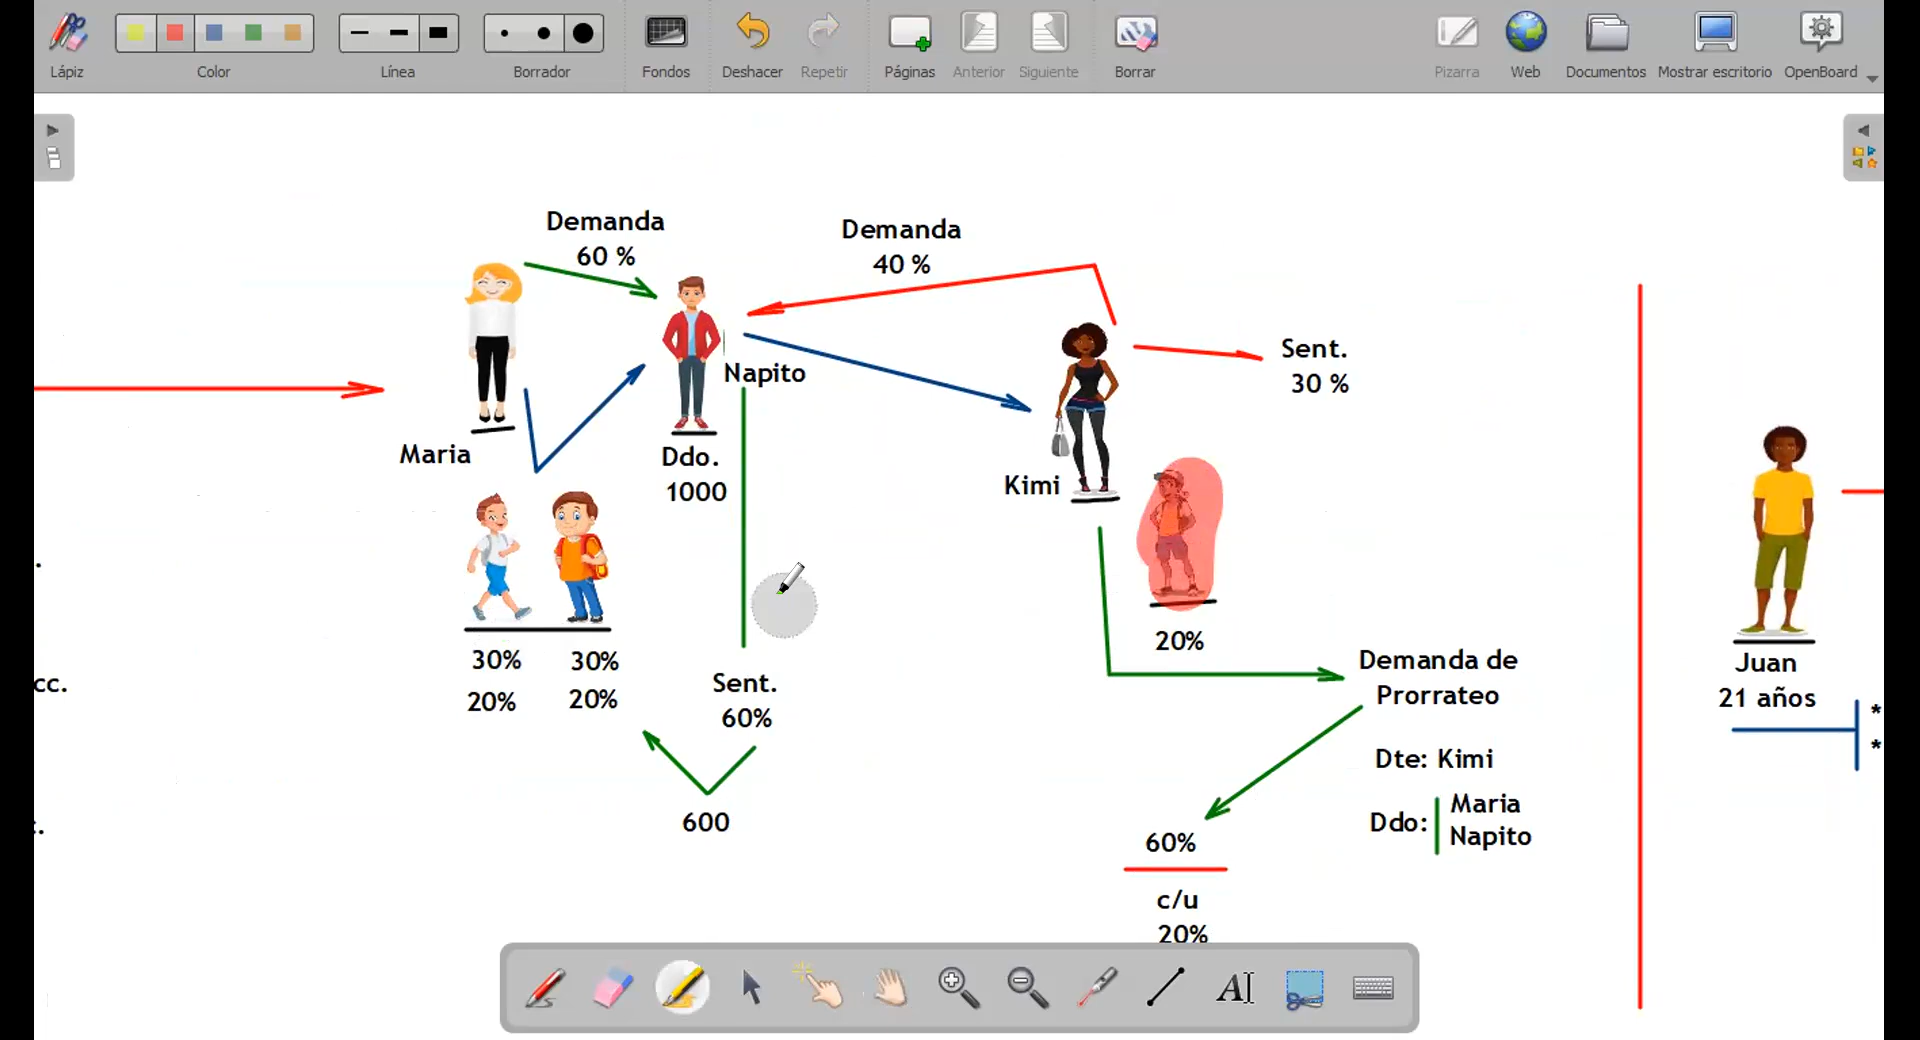 Lápiz
Color
Línea
Borrador
Fondos
Deshacer
Repetir
Páginas
Anterior
Siguiente
Borrar
Pizarra
Web
Documentos
Mostrar escritorio
OpenBoard
Demanda
60 %
Demanda
40 %
Sent.
30 %
Napito
Maria
Ddo.
1000
Kimi
30%
30%
20%
20%
Sent.
60%
600
20%
Demanda de
Prorrateo
Dte: Kimi
Ddo:
Maria
Napito
60%
c/u
20%
Juan
21 años
*
*
cc.
A